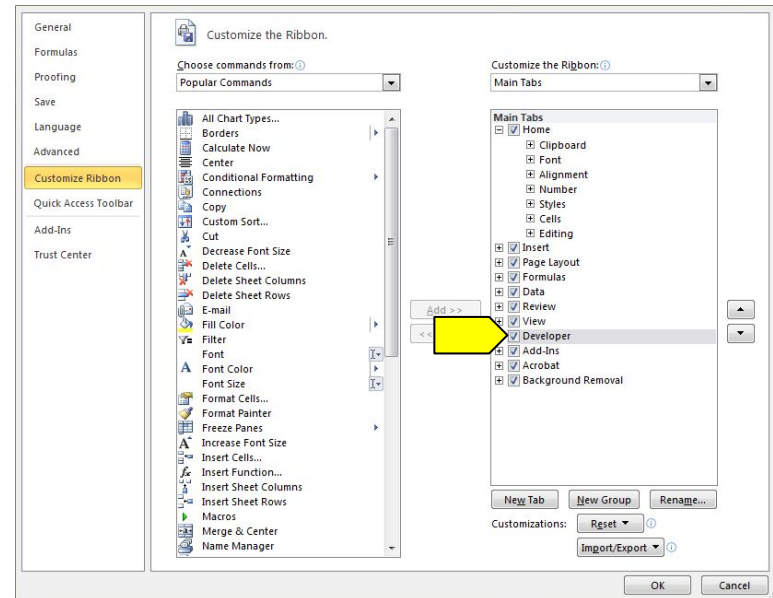 General
Formulas
Proofing
Save
Language
Advanced
Customize Ribbon
Quick Access Toolbar
Add-Ins
Trust Center
Customize the Ribbon.
Choose commands from:
Popular Commands
All Chart Types...
Borders
Calculate Now
Center
Conditional Formatting
Connections
Copy
Custom Sort...
Cut
Decrease Font Size
Delete Cells...
Delete Sheet Columns
Delete Sheet Rows
E-mail
Fill Color
Filter
Font
Font Color
Font Size
Format Cells...
Format Painter
Freeze Panes
Increase Font Size
Insert Cells...
Insert Function...
Insert Sheet Columns
Insert Sheet Rows
Macros
Merge & Center
Name Manager
Add >>
<<
Customize the Ribbon:
Main Tabs
Main Tabs
Home
Clipboard
Font
Alignment
Number
Styles
Cells
Editing
Insert
Page Layout
Formulas
Data
Review
View
Developer
Add-Ins
Acrobat
Background Removal
New Tab
New Group
Rename...
Customizations:
Reset
Import/Export
OK
Cancel